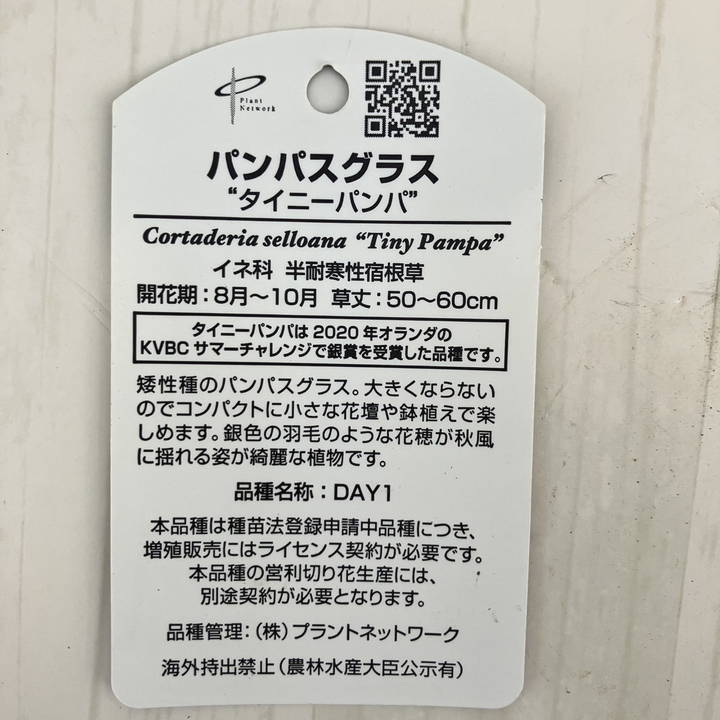 Plant
Network
パンパスグラス
“タイニーパンパ”
Cortaderia selloana “Tiny Pampa”
イネ科 半耐寒性宿根草
開花期：8月～10月 草丈：50～60cm
タイニーパンパは 2020 年オランダの
KVBC サマーチャレンジで銀賞を受賞した品種です。
矮性種のパンパスグラス。大きくならない
のでコンパクトに小さな花壇や鉢植えで楽
しめます。銀色の羽毛のような花穂が秋風
に揺れる姿が綺麗な植物です。
品種名称：DAY1
本品種は種苗法登録申請中品種につき、
増殖販売にはライセンス契約が必要です。
本品種の営利切り花生産には、
別途契約が必要となります。
品種管理：（株）プラントネットワーク
海外持出禁止（農林水産大臣公示有）